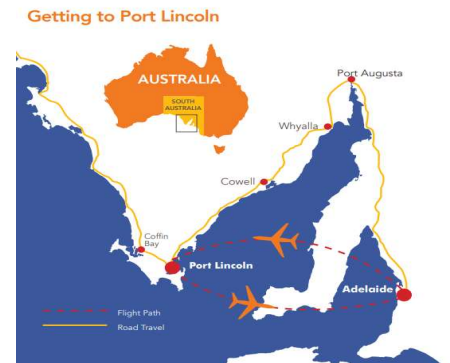 Getting to Port Lincoln
AUSTRALIA
SOUTH
AUSTRALIA
Port Augusta
Whyalla
Cowell
Coffin
Bay
Port Lincoln
Adelaide
Flight Path
Road Travel